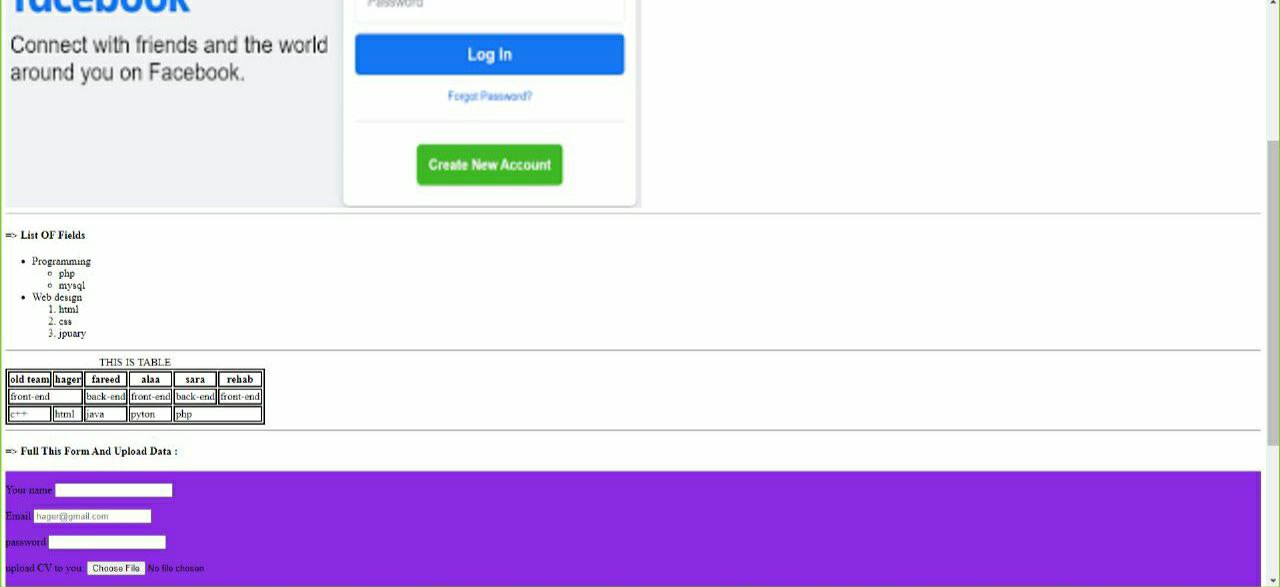 facebook
Connect with friends and the world
around you on Facebook.
Password
Log In
Forgot Password?
Create New Account
=> List OF Fields
• Programming
○ php
○ mysql
• Web design
1. html
2. css
3. jpuary
THIS IS TABLE
old team hager fareed alaa sara rehab
front-end back-end front-end back-end front-end
c++ html java pyton php
=> Full This Form And Upload Data :
Your name
Email hager@gmail.com
password
upload CV to you Choose File No file chosen